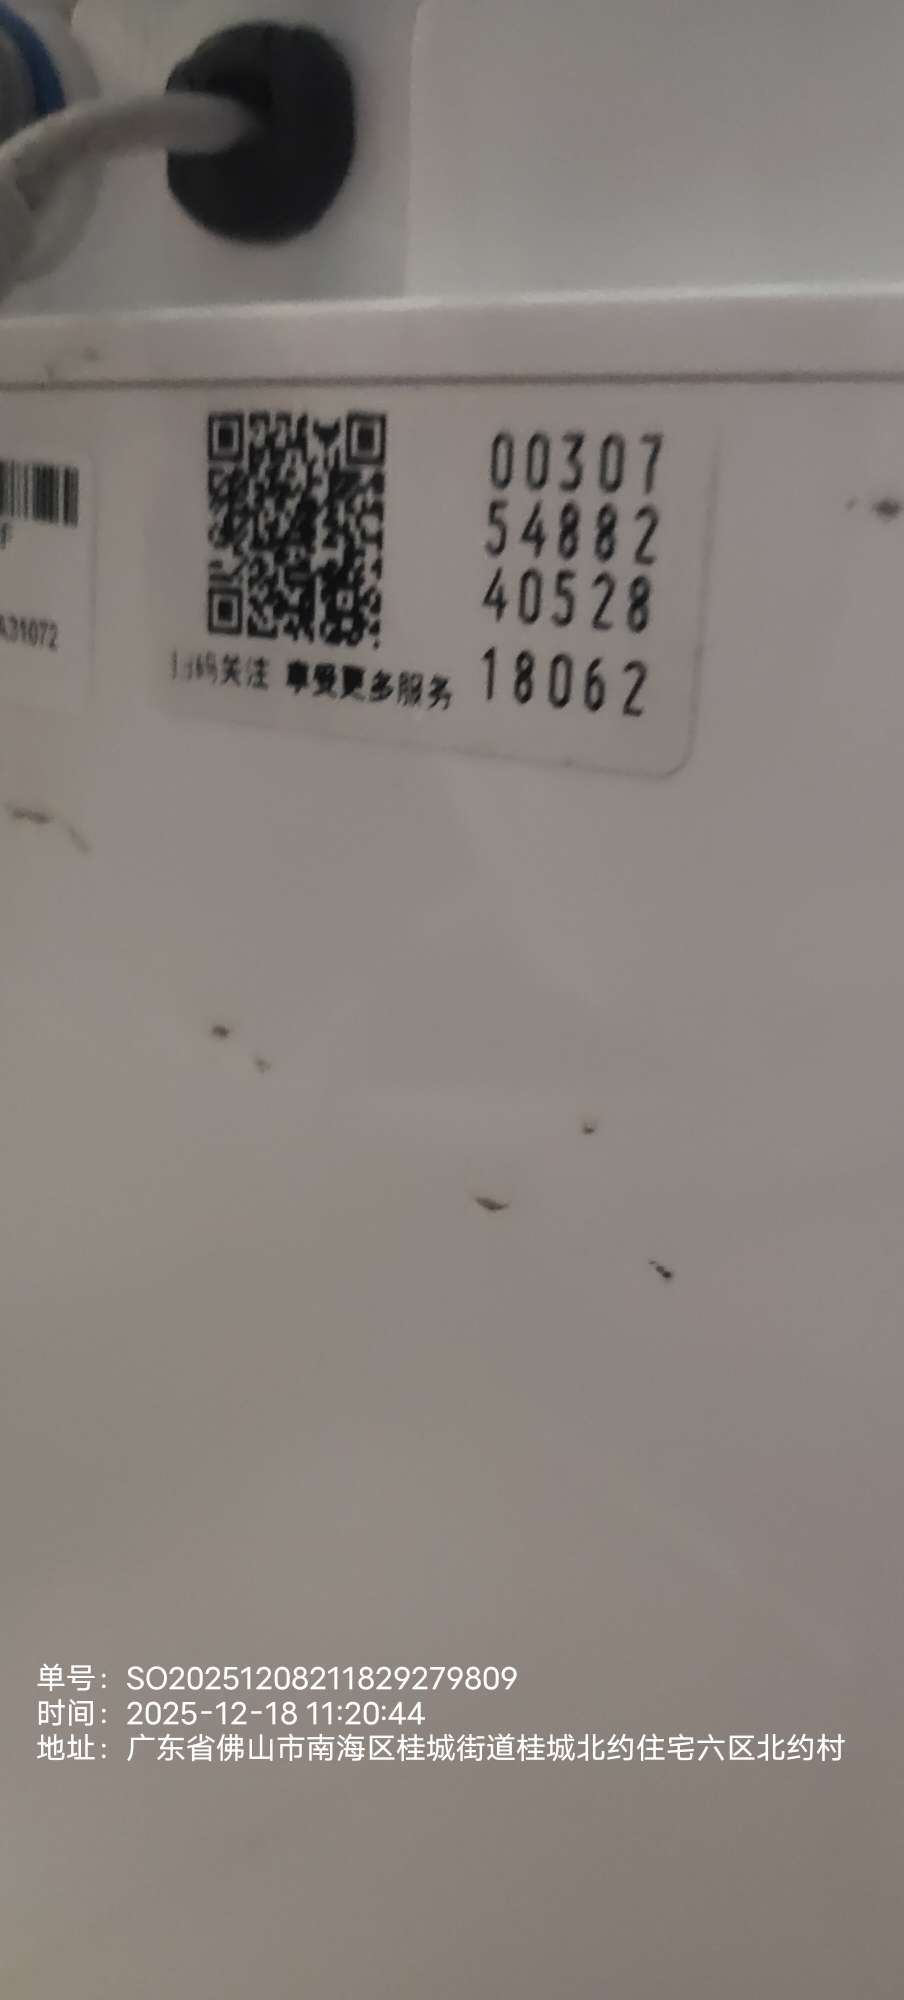 00307
54882
40528
A31072
扫码关注 享受更多服务
18062
单号：SO20251208211829279809
时间：2025-12-18 11:20:44
地址：广东省佛山市南海区桂城街道桂城北约住宅六区北约村